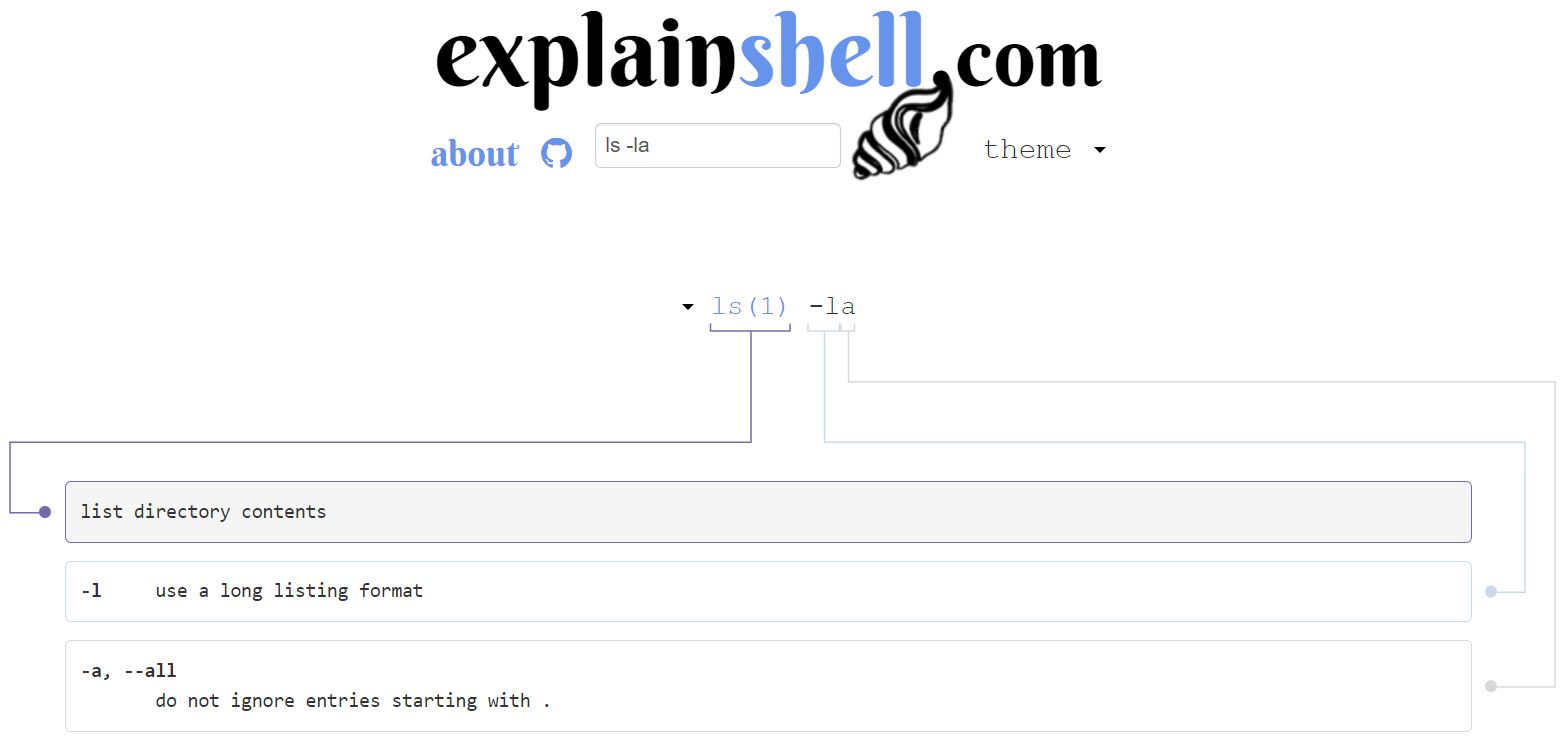 explainshell.com
about ls -la theme
ls(1) -la
list directory contents
-l use a long listing format
-a, --all
do not ignore entries starting with .